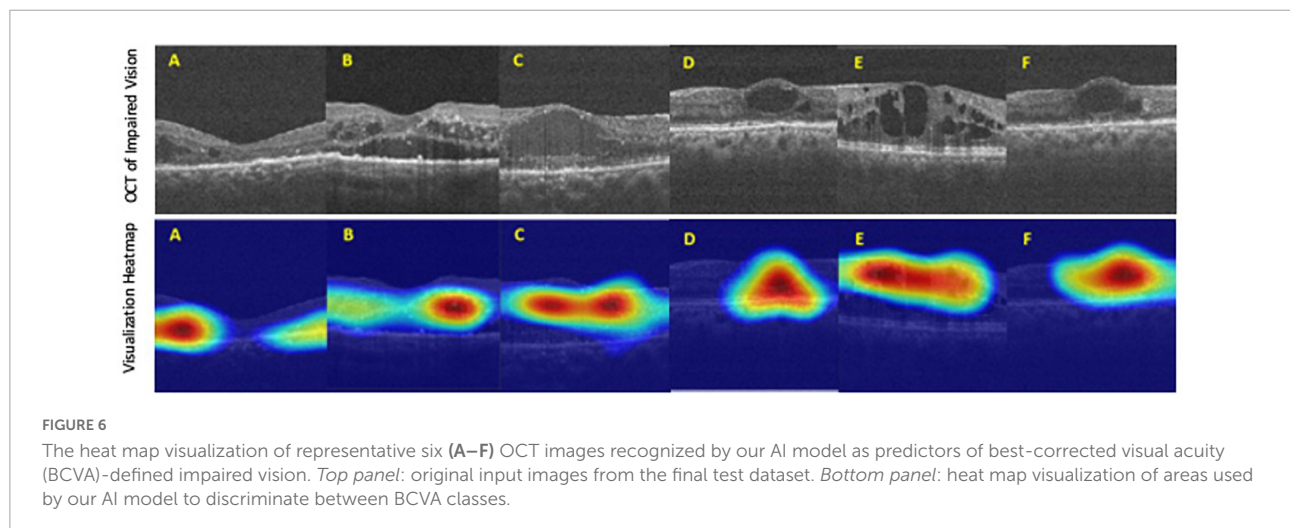 OCT of Impaired Vision
A B C D E F
Visualization Heatmap
A B C D E F
FIGURE 6
The heat map visualization of representative six (A–F) OCT images recognized by our AI model as predictors of best-corrected visual acuity
(BCVA)-defined impaired vision. Top panel: original input images from the final test dataset. Bottom panel: heat map visualization of areas used
by our AI model to discriminate between BCVA classes.